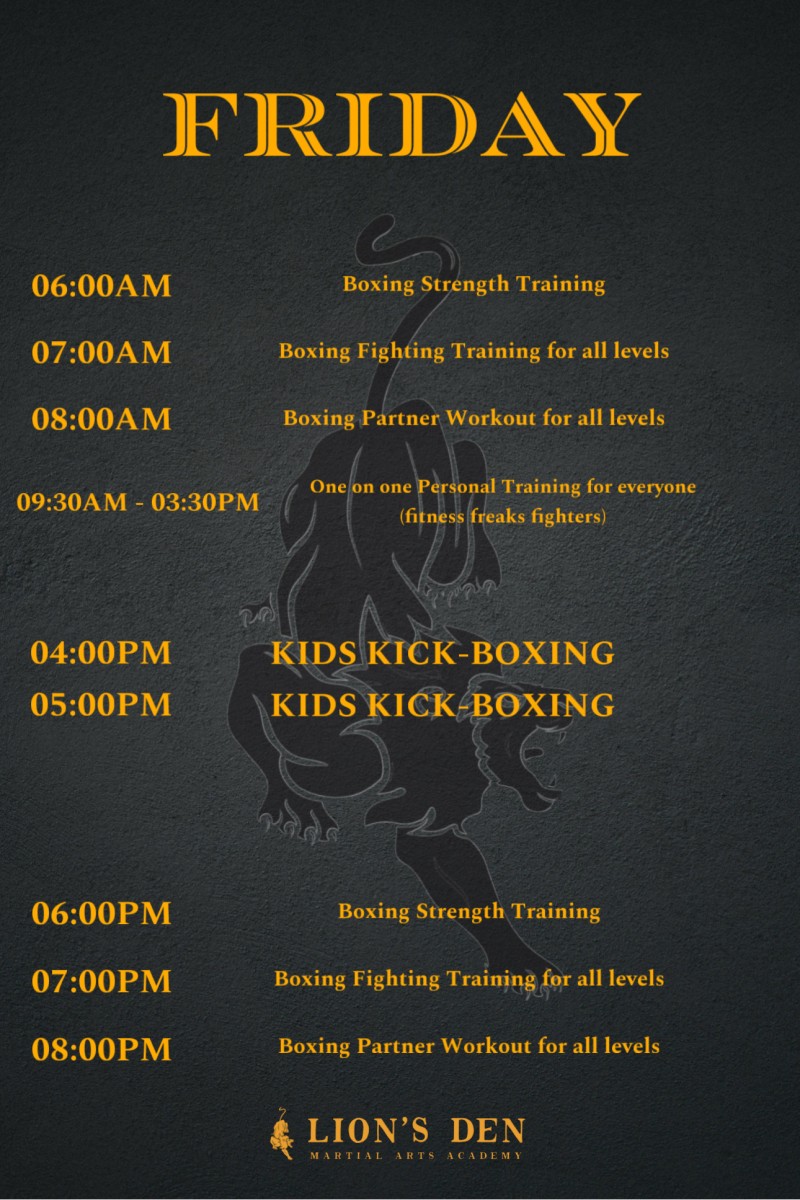 FRIDAY
06:00AM Boxing Strength Training
07:00AM Boxing Fighting Training for all levels
08:00AM Boxing Partner Workout for all levels
09:30AM - 03:30PM One on one Personal Training for everyone
(fitness freaks fighters)
04:00PM KIDS KICK-BOXING
05:00PM KIDS KICK-BOXING
06:00PM Boxing Strength Training
07:00PM Boxing Fighting Training for all levels
08:00PM Boxing Partner Workout for all levels
LION'S DEN
MARTIAL ARTS ACADEMY